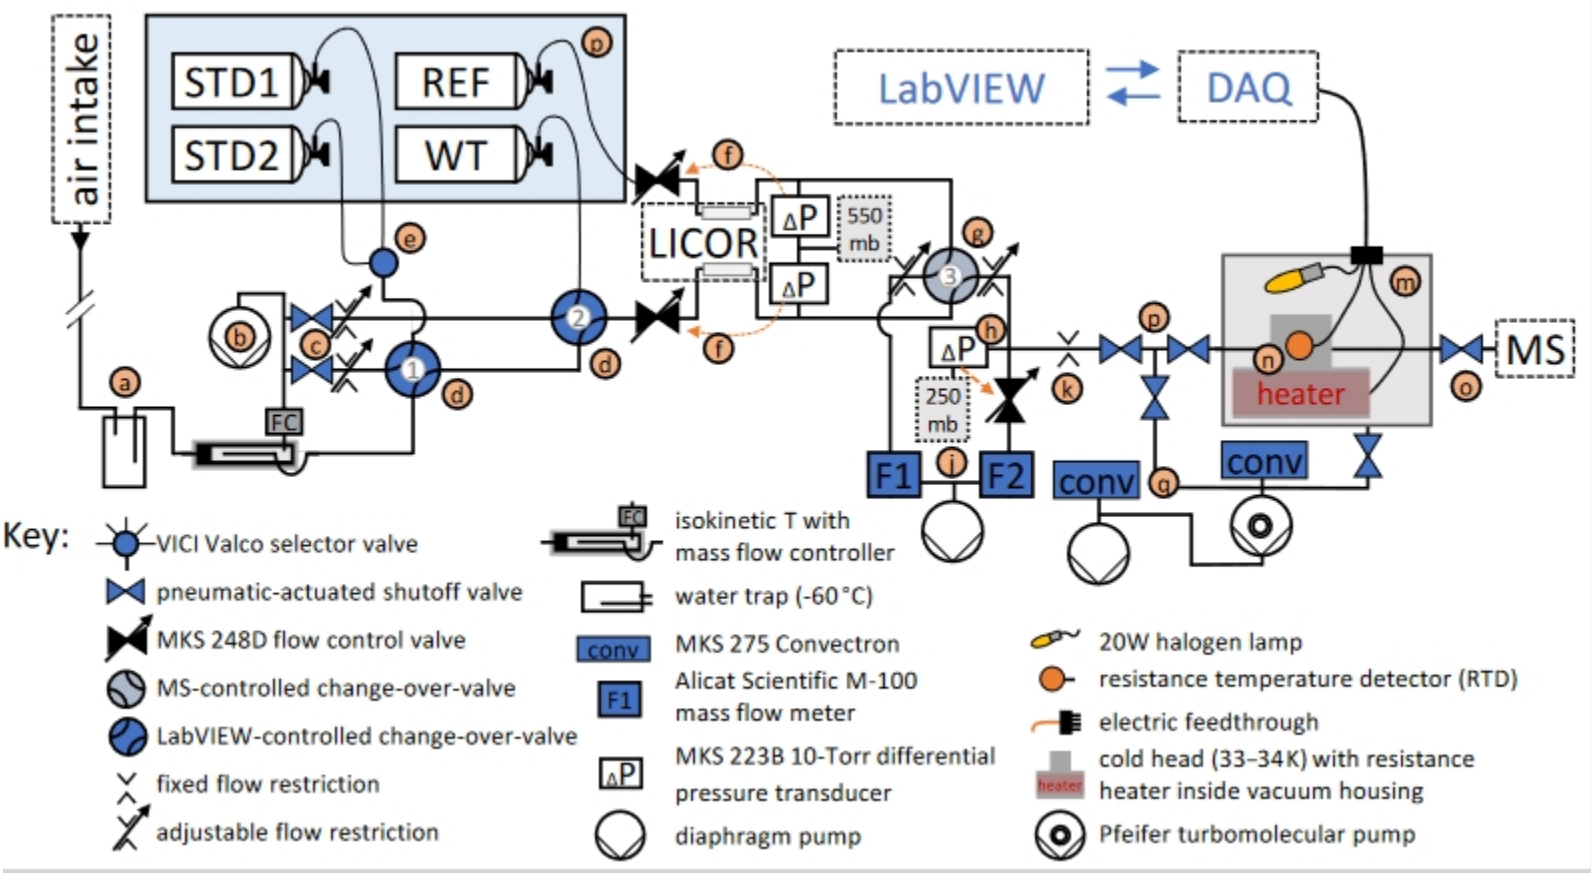 air intake
STD1
REF
p
STD2
WT
LabVIEW
DAQ
f
ΔP
550
mb
LICOR
e
g
ΔP
3
m
b
c
2
d
f
h
p
ΔP
n
MS
a
1
d
250
mb
k
heater
o
FC
j
F1
F2
conv
q
conv
Key:
VICI Valco selector valve
pneumatic-actuated shutoff valve
MKS 248D flow control valve
MS-controlled change-over-valve
LabVIEW-controlled change-over-valve
fixed flow restriction
adjustable flow restriction
FC
isokinetic T with
mass flow controller
water trap (-60°C)
conv
MKS 275 Convectron
F1
Alicat Scientific M-100
mass flow meter
ΔP
MKS 223B 10-Torr differential
pressure transducer
diaphragm pump
20W halogen lamp
resistance temperature detector (RTD)
electric feedthrough
heater
cold head (33–34K) with resistance
heater inside vacuum housing
Pfeifer turbomolecular pump